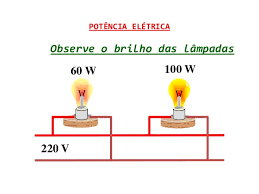 POTÊNCIA ELÉTRICA
Observe o brilho das lâmpadas
60 W 100 W
220 V